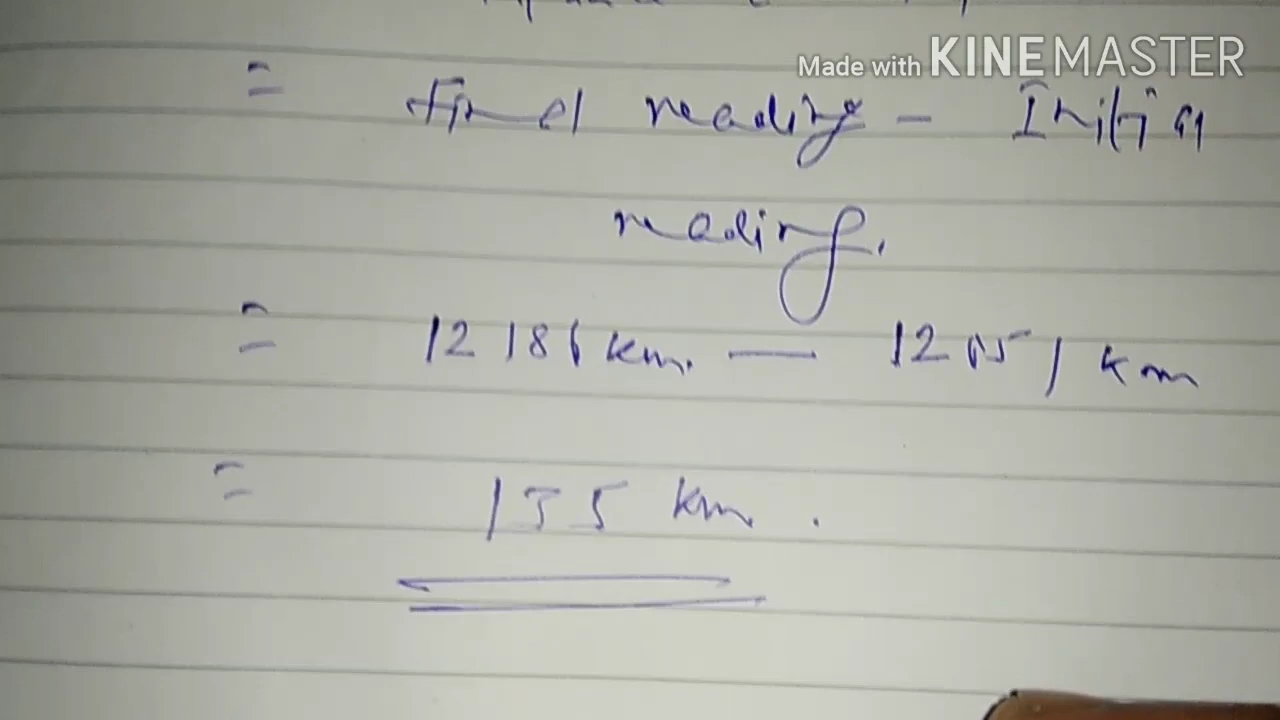 Made with KINEMASTER
= Final reading - Initial
reading.
= 12186 km. - 12051 km
= 135 km.